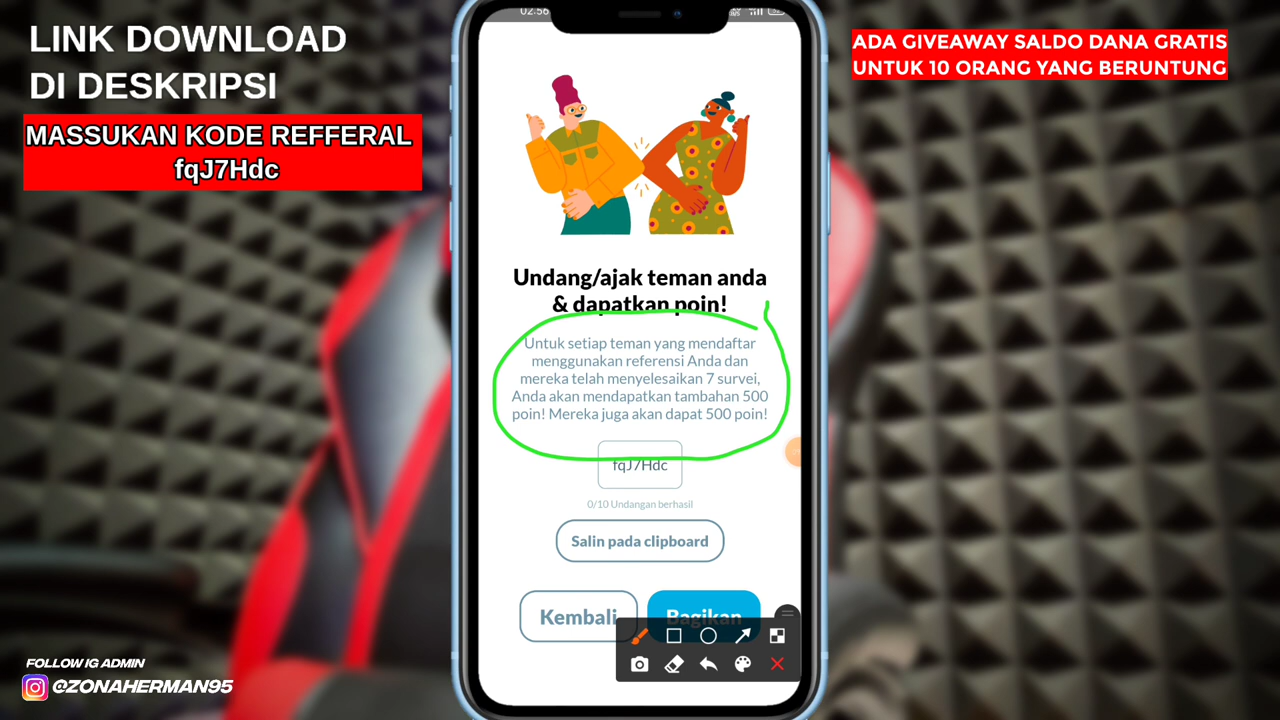 LINK DOWNLOAD
DI DESKRIPSI
MASSUKAN KODE REFFERAL
fqJ7Hdc
ADA GIVEAWAY SALDO DANA GRATIS
UNTUK 10 ORANG YANG BERUNTUNG
02:56
Undang/ajak teman anda
& dapatkan poin!
Untuk setiap teman yang mendaftar
menggunakan referensi Anda dan
mereka telah menyelesaikan 7 survei,
Anda akan mendapatkan tambahan 500
poin! Mereka juga akan dapat 500 poin!
fqJ7Hdc
0/10 Undangan berhasil
Salin pada clipboard
Kembali
Bagikan
FOLLOW IG ADMIN
@ZONAHERMAN95